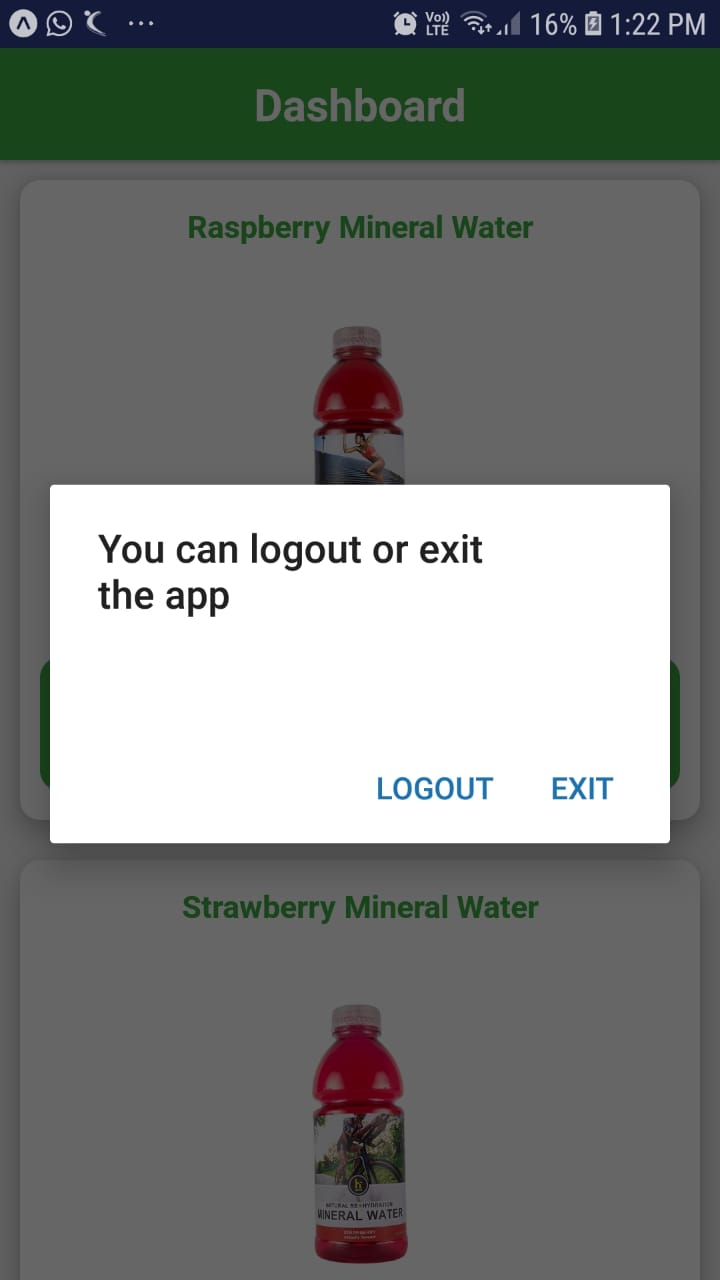 Vo))
LTE
16%
1:22 PM
Dashboard
Raspberry Mineral Water
You can logout or exit
the app
LOGOUT
EXIT
Strawberry Mineral Water
NATURAL RE-HYDRATION
MINERAL WATER